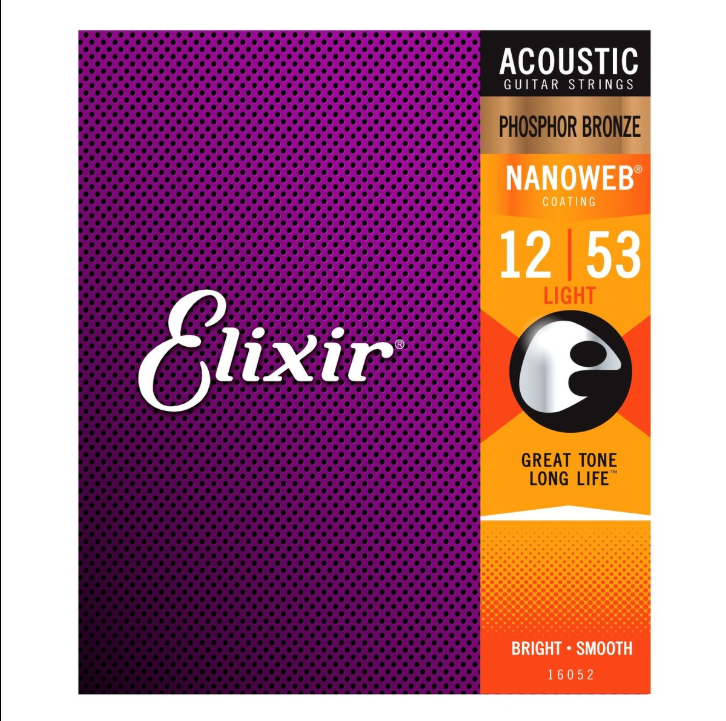 ACOUSTIC
GUITAR STRINGS
PHOSPHOR BRONZE
NANOWEB®
COATING
12 | 53
LIGHT
Elixir®
GREAT TONE
LONG LIFE™
BRIGHT • SMOOTH
16052